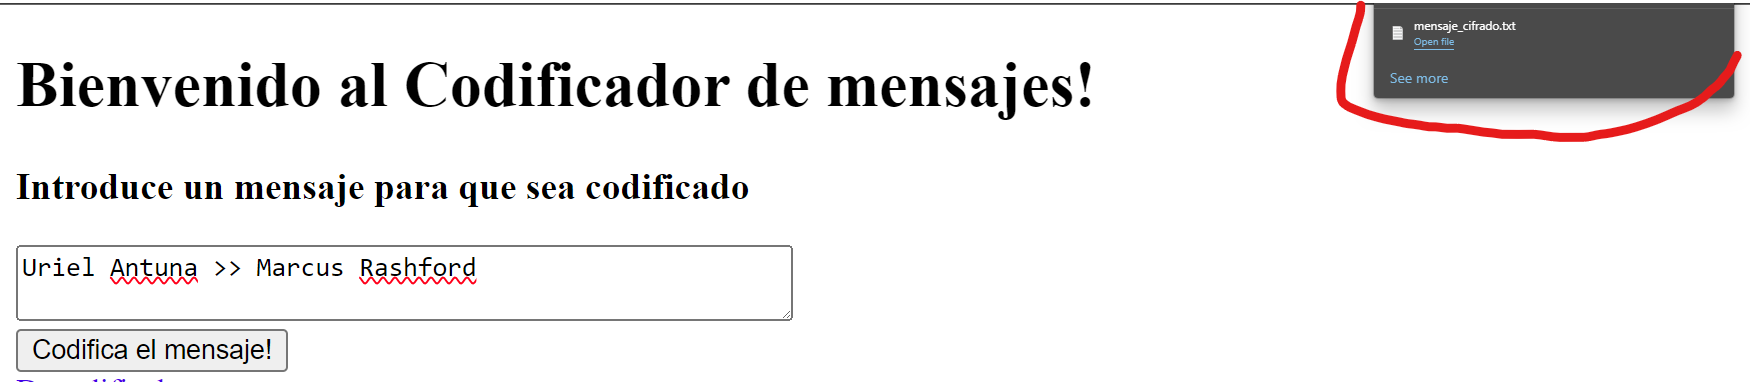 mensaje_cifrado.txt
Open file
See more
Bienvenido al Codificador de mensajes!
Introduce un mensaje para que sea codificado
Uriel Antuna >> Marcus Rashford
Codifica el mensaje!